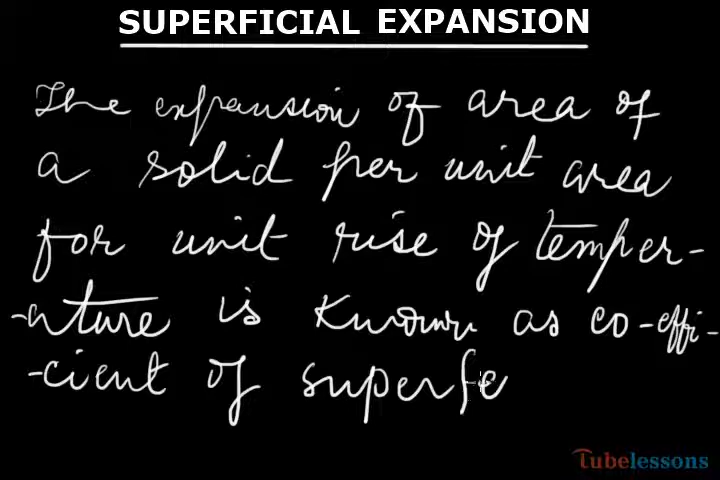 SUPERFICIAL EXPANSION
The expansion of area of
a solid per unit area
for unit rise of temper-
-ature is known as co-effi-
-cient of superfc
Tubelessons